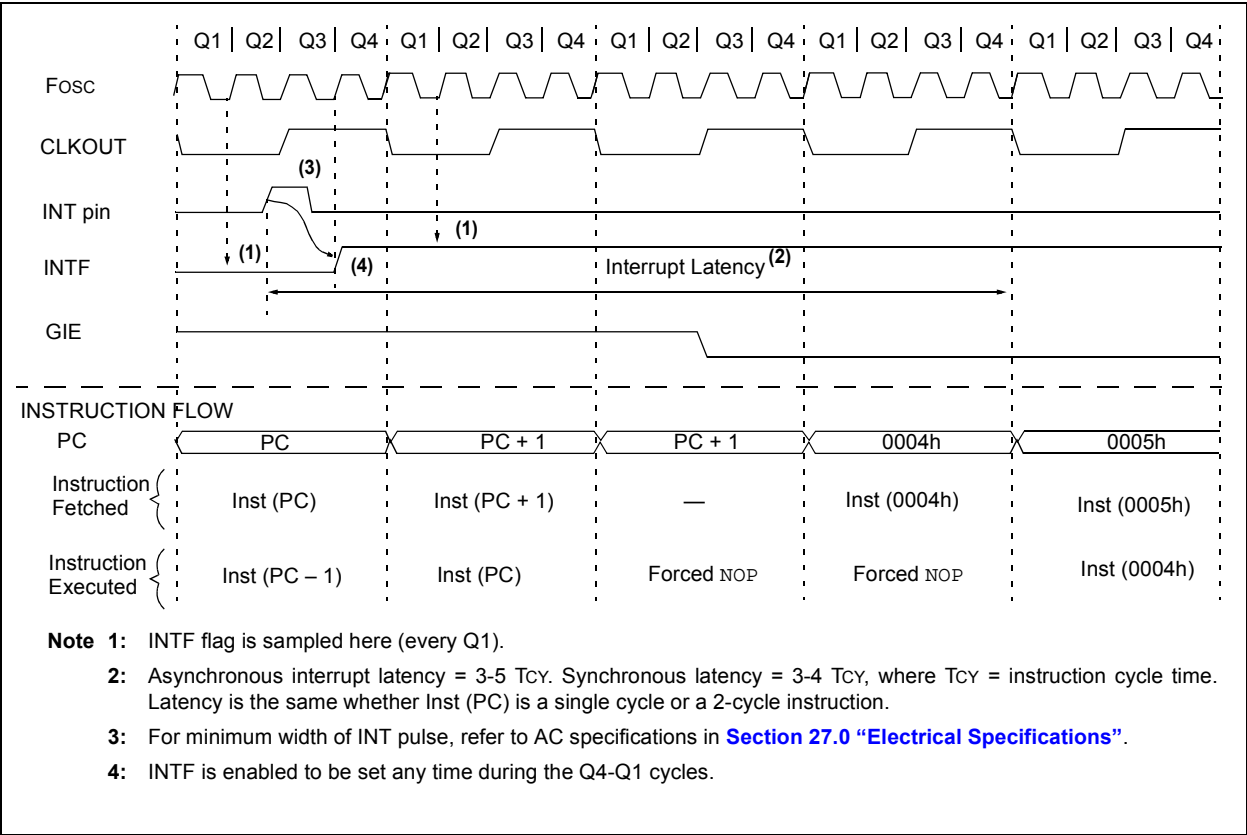 Q1 Q2 Q3 Q4 Q1 Q2 Q3 Q4 Q1 Q2 Q3 Q4 Q1 Q2 Q3 Q4 Q1 Q2 Q3 Q4
FOSC
CLKOUT
(3)
INT pin
(1)
(1)
INTF
(4)
Interrupt Latency (2)
GIE
INSTRUCTION FLOW
PC PC PC + 1 PC + 1 0004h 0005h
Instruction
Fetched
Inst (PC) Inst (PC + 1) — Inst (0004h) Inst (0005h)
Instruction
Executed
Inst (PC – 1) Inst (PC) Forced NOP Forced NOP Inst (0004h)
Note 1: INTF flag is sampled here (every Q1).
2: Asynchronous interrupt latency = 3-5 TCY. Synchronous latency = 3-4 TCY, where TCY = instruction cycle time.
Latency is the same whether Inst (PC) is a single cycle or a 2-cycle instruction.
3: For minimum width of INT pulse, refer to AC specifications in Section 27.0 “Electrical Specifications”.
4: INTF is enabled to be set any time during the Q4-Q1 cycles.